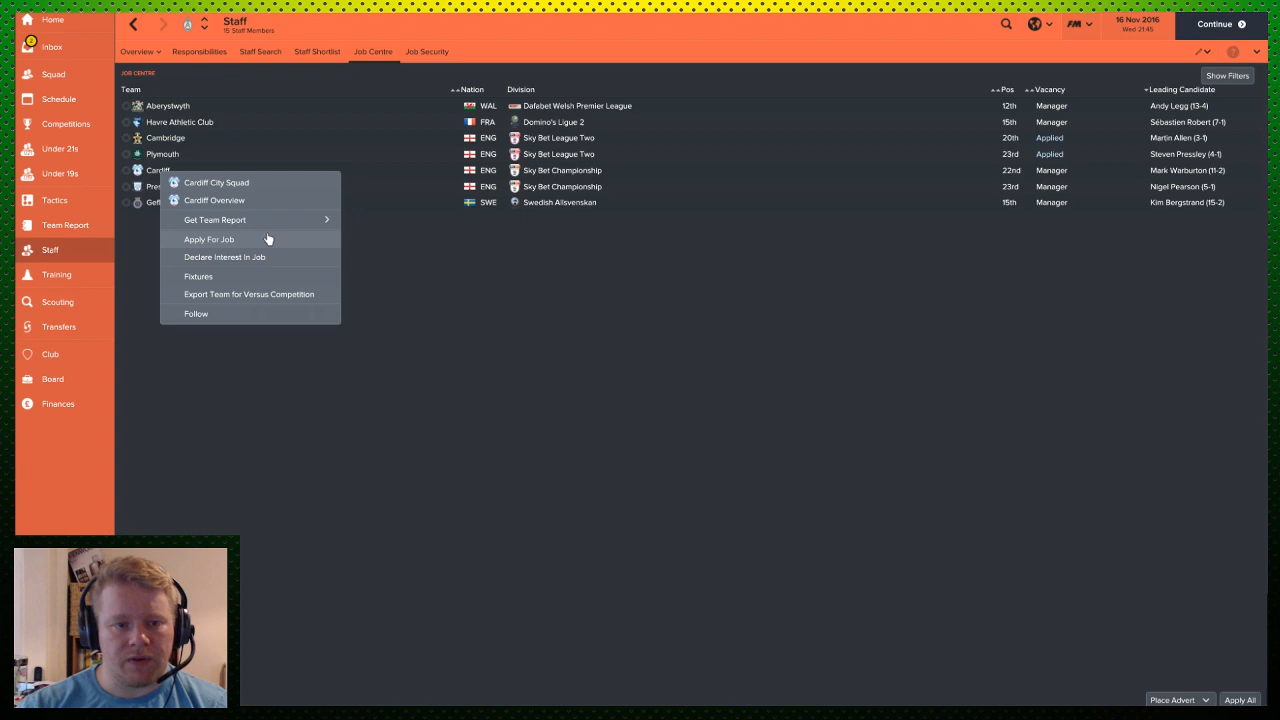 Home
Inbox
2
Squad
Schedule
Competitions
Under 21s
Under 19s
Tactics
Team Report
Staff
Training
Scouting
Transfers
Club
Board
Finances
Staff
15 Staff Members
FM
16 Nov 2016
Wed 21:45
Continue
Overview Responsibilities Staff Search Staff Shortlist Job Centre Job Security
JOB CENTRE
Show Filters
Team Nation Division Pos Vacancy Leading Candidate
Aberystwyth WAL Dafabet Welsh Premier League 12th Manager Andy Legg (13-4)
Havre Athletic Club FRA Domino's Ligue 2 15th Manager Sébastien Robert (7-1)
Cambridge ENG Sky Bet League Two 20th Applied Martin Allen (3-1)
Plymouth ENG Sky Bet League Two 23rd Applied Steven Pressley (4-1)
Cardiff ENG Sky Bet Championship 22nd Manager Mark Warburton (11-2)
Pres ENG Sky Bet Championship 23rd Manager Nigel Pearson (5-1)
Gefl SWE Swedish Allsvenskan 15th Manager Kim Bergstrand (15-2)
Cardiff City Squad
Cardiff Overview
Get Team Report
Apply For Job
Declare Interest In Job
Fixtures
Export Team for Versus Competition
Follow
Place Advert Apply All